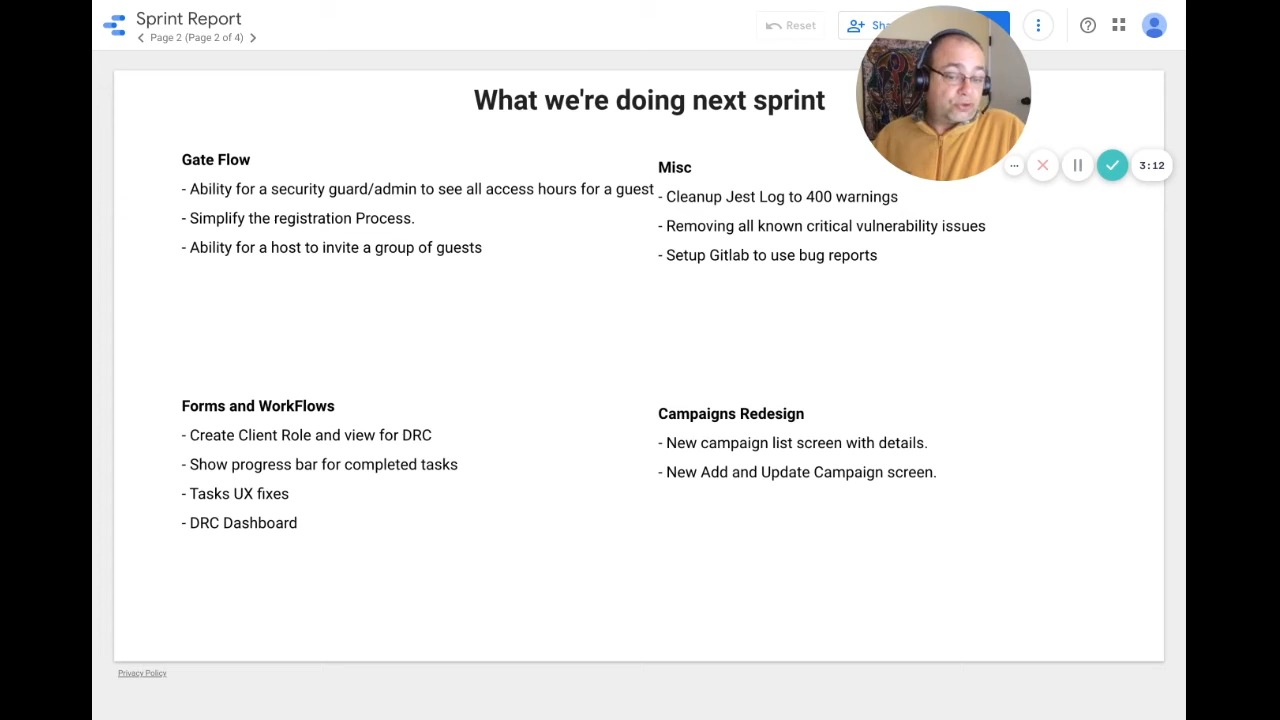 Sprint Report
Page 2 (Page 2 of 4)
Reset
What we're doing next sprint
3:12
Gate Flow
- Ability for a security guard/admin to see all access hours for a guest
- Simplify the registration Process.
- Ability for a host to invite a group of guests
Misc
- Cleanup Jest Log to 400 warnings
- Removing all known critical vulnerability issues
- Setup Gitlab to use bug reports
Forms and WorkFlows
- Create Client Role and view for DRC
- Show progress bar for completed tasks
- Tasks UX fixes
- DRC Dashboard
Campaigns Redesign
- New campaign list screen with details.
- New Add and Update Campaign screen.
Privacy Policy